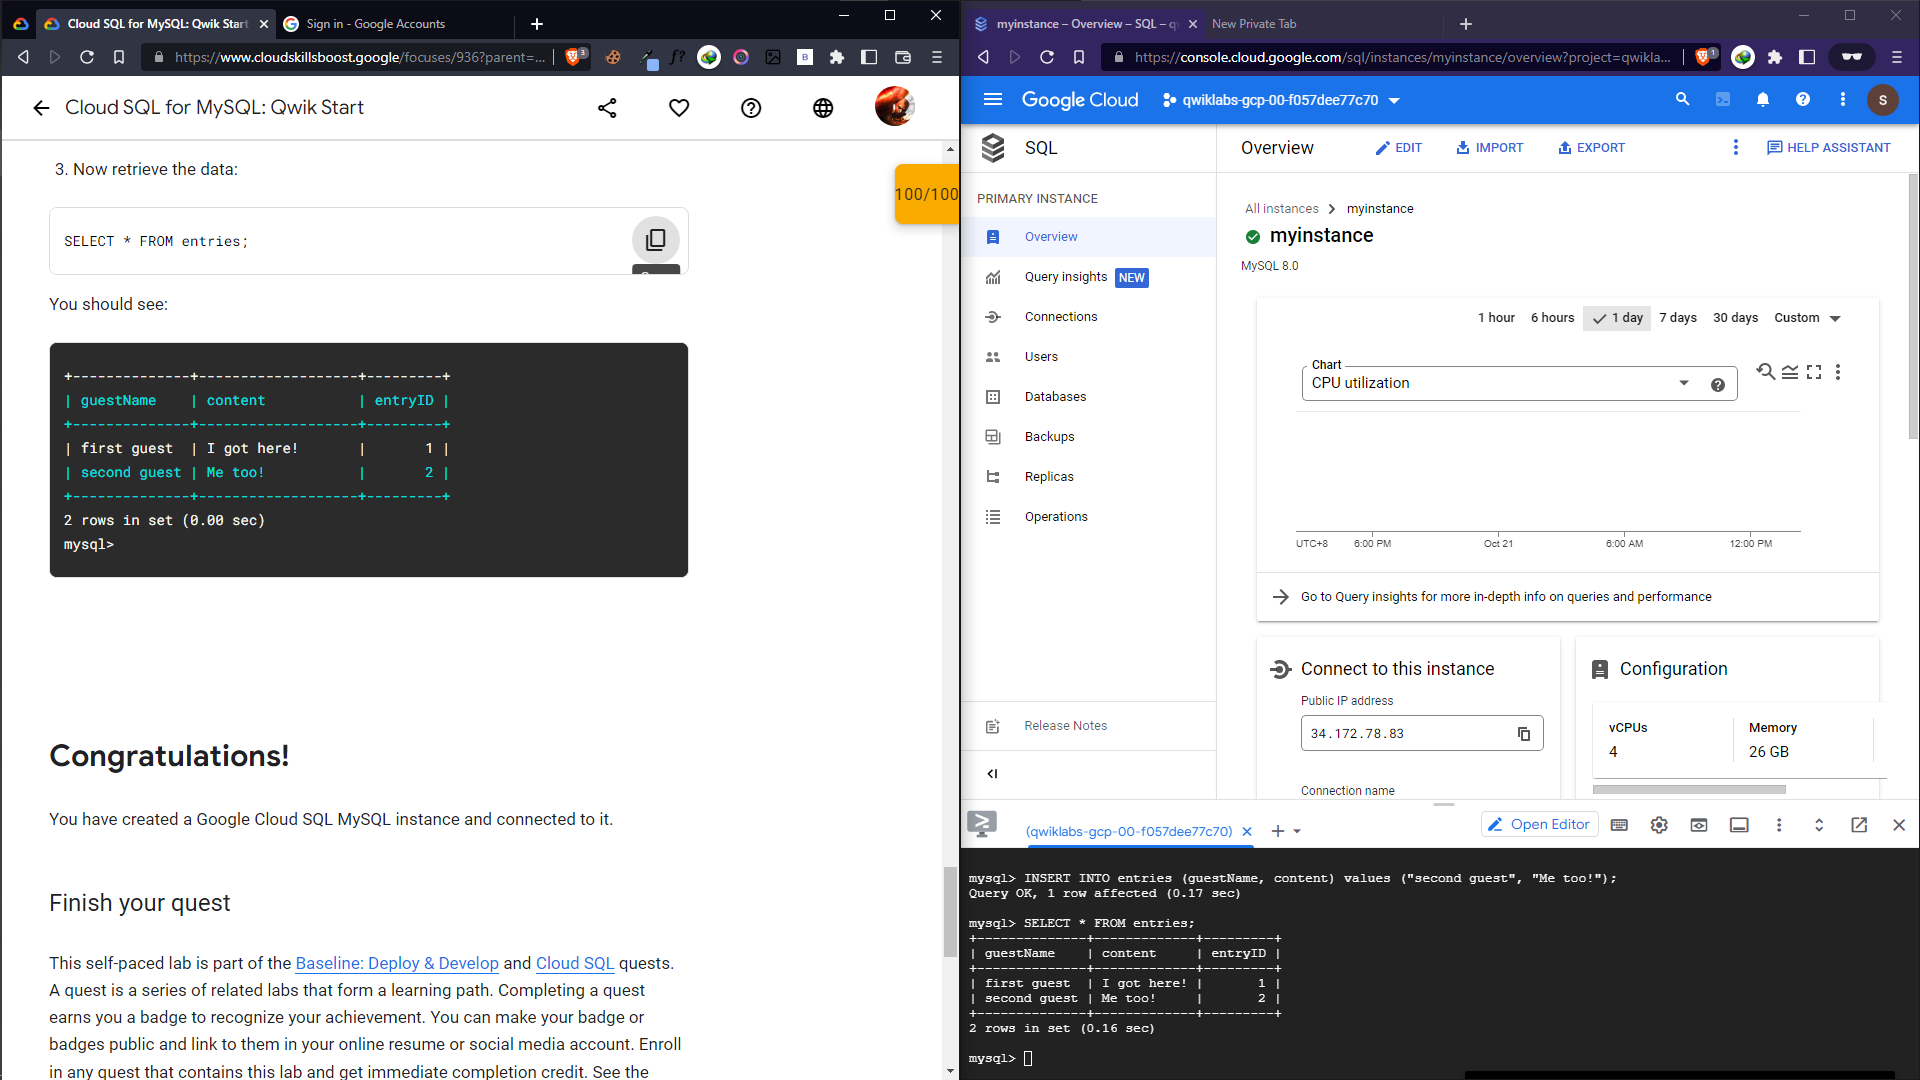 Cloud SQL for MySQL: Qwik Start
Sign in - Google Accounts
https://www.cloudskillsboost.google/focuses/936?parent=...
3
Cloud SQL for MySQL: Qwik Start
3. Now retrieve the data:
100/100
SELECT * FROM entries;
You should see:
+--------------+-------------------+---------+
| guestName    | content           | entryID |
+--------------+-------------------+---------+
| first guest  | I got here!       |       1 |
| second guest | Me too!           |       2 |
+--------------+-------------------+---------+
2 rows in set (0.00 sec)
mysql>
Congratulations!
You have created a Google Cloud SQL MySQL instance and connected to it.
Finish your quest
This self-paced lab is part of the Baseline: Deploy & Develop and Cloud SQL quests.
A quest is a series of related labs that form a learning path. Completing a quest
earns you a badge to recognize your achievement. You can make your badge or
badges public and link to them in your online resume or social media account. Enroll
in any quest that contains this lab and get immediate completion credit. See the
myinstance – Overview – SQL – q
New Private Tab
https://console.cloud.google.com/sql/instances/myinstance/overview?project=qwikla...
1
Google Cloud
qwiklabs-gcp-00-f057dee77c70
S
SQL
Overview
EDIT
IMPORT
EXPORT
HELP ASSISTANT
PRIMARY INSTANCE
Overview
Query insights NEW
Connections
Users
Databases
Backups
Replicas
Operations
Release Notes
All instances > myinstance
myinstance
MySQL 8.0
1 hour 6 hours 1 day 7 days 30 days Custom
Chart
CPU utilization
UTC+8 6:00 PM Oct 21 6:00 AM 12:00 PM
Go to Query insights for more in-depth info on queries and performance
Connect to this instance
Public IP address
34.172.78.83
Connection name
Configuration
vCPUs Memory
4 26 GB
(qwiklabs-gcp-00-f057dee77c70)
Open Editor
mysql> INSERT INTO entries (guestName, content) values ("second guest", "Me too!");
Query OK, 1 row affected (0.17 sec)
mysql> SELECT * FROM entries;
+--------------+-------------+---------+
| guestName    | content     | entryID |
+--------------+-------------+---------+
| first guest  | I got here! |       1 |
| second guest | Me too!     |       2 |
+--------------+-------------+---------+
2 rows in set (0.16 sec)
mysql>